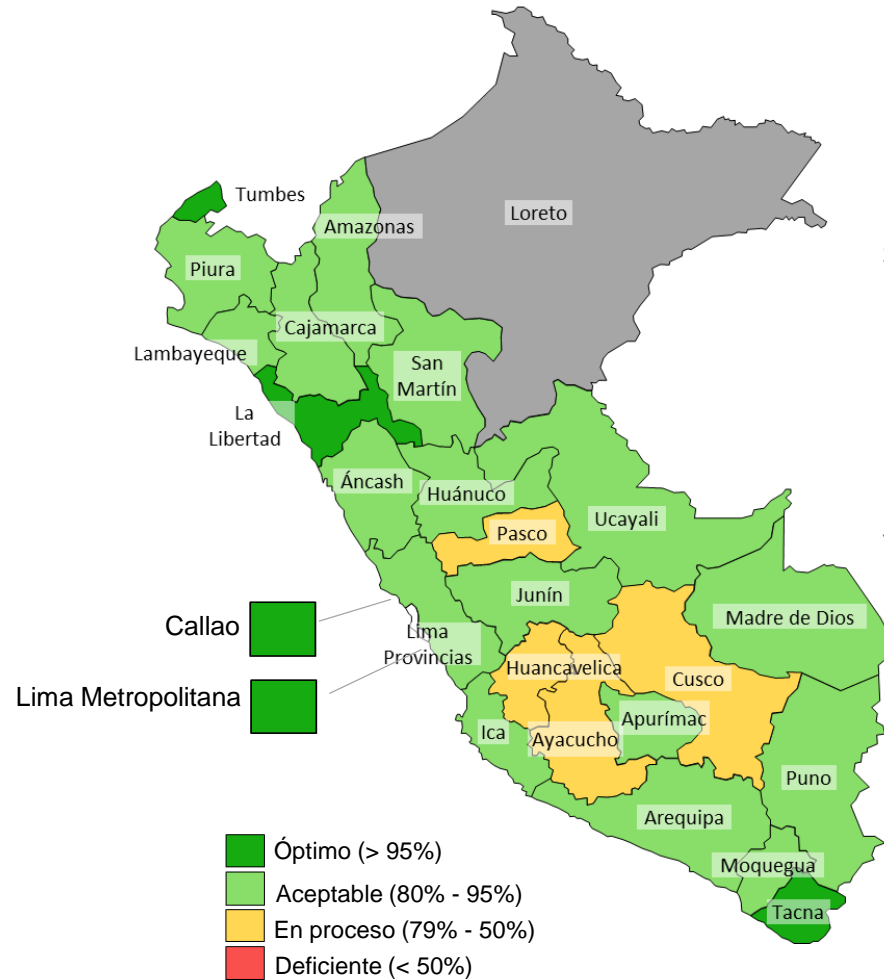 Tumbes
Amazonas
Loreto
Piura
Cajamarca
Lambayeque
San
Martín
La
Libertad
Áncash
Huánuco
Ucayali
Pasco
Junín
Madre de Dios
Callao
Lima
Provincias
Huancavelica
Cusco
Lima Metropolitana
Apurímac
Ica
Ayacucho
Puno
Arequipa
Moquegua
Tacna
Óptimo (> 95%)
Aceptable (80% - 95%)
En proceso (79% - 50%)
Deficiente (< 50%)